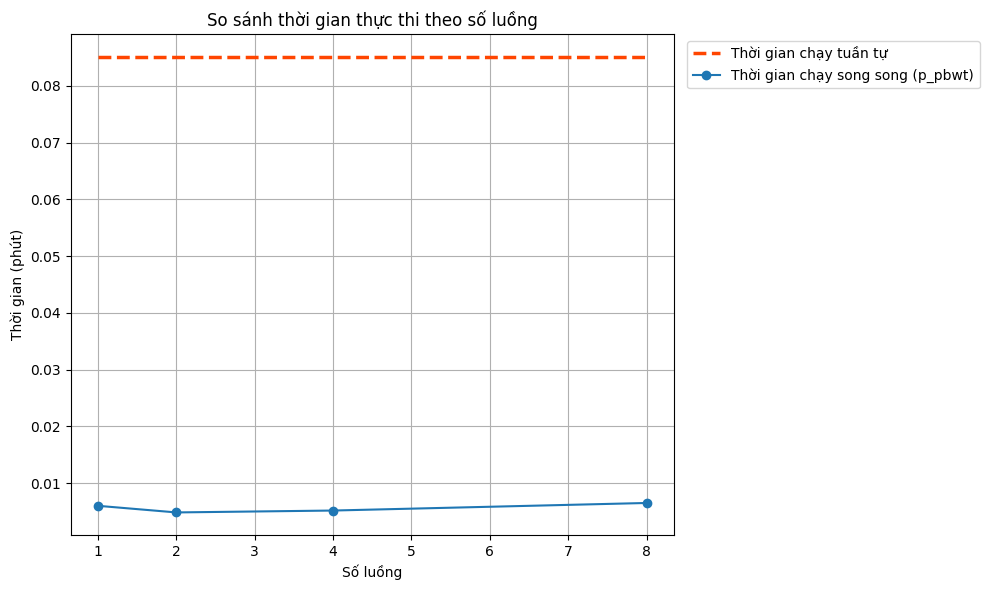 So sánh thời gian thực thi theo số luồng
Thời gian chạy tuần tự
Thời gian chạy song song (p_pbwt)
Thời gian (phút)
0.08
0.07
0.06
0.05
0.04
0.03
0.02
0.01
1 2 3 4 5 6 7 8
Số luồng